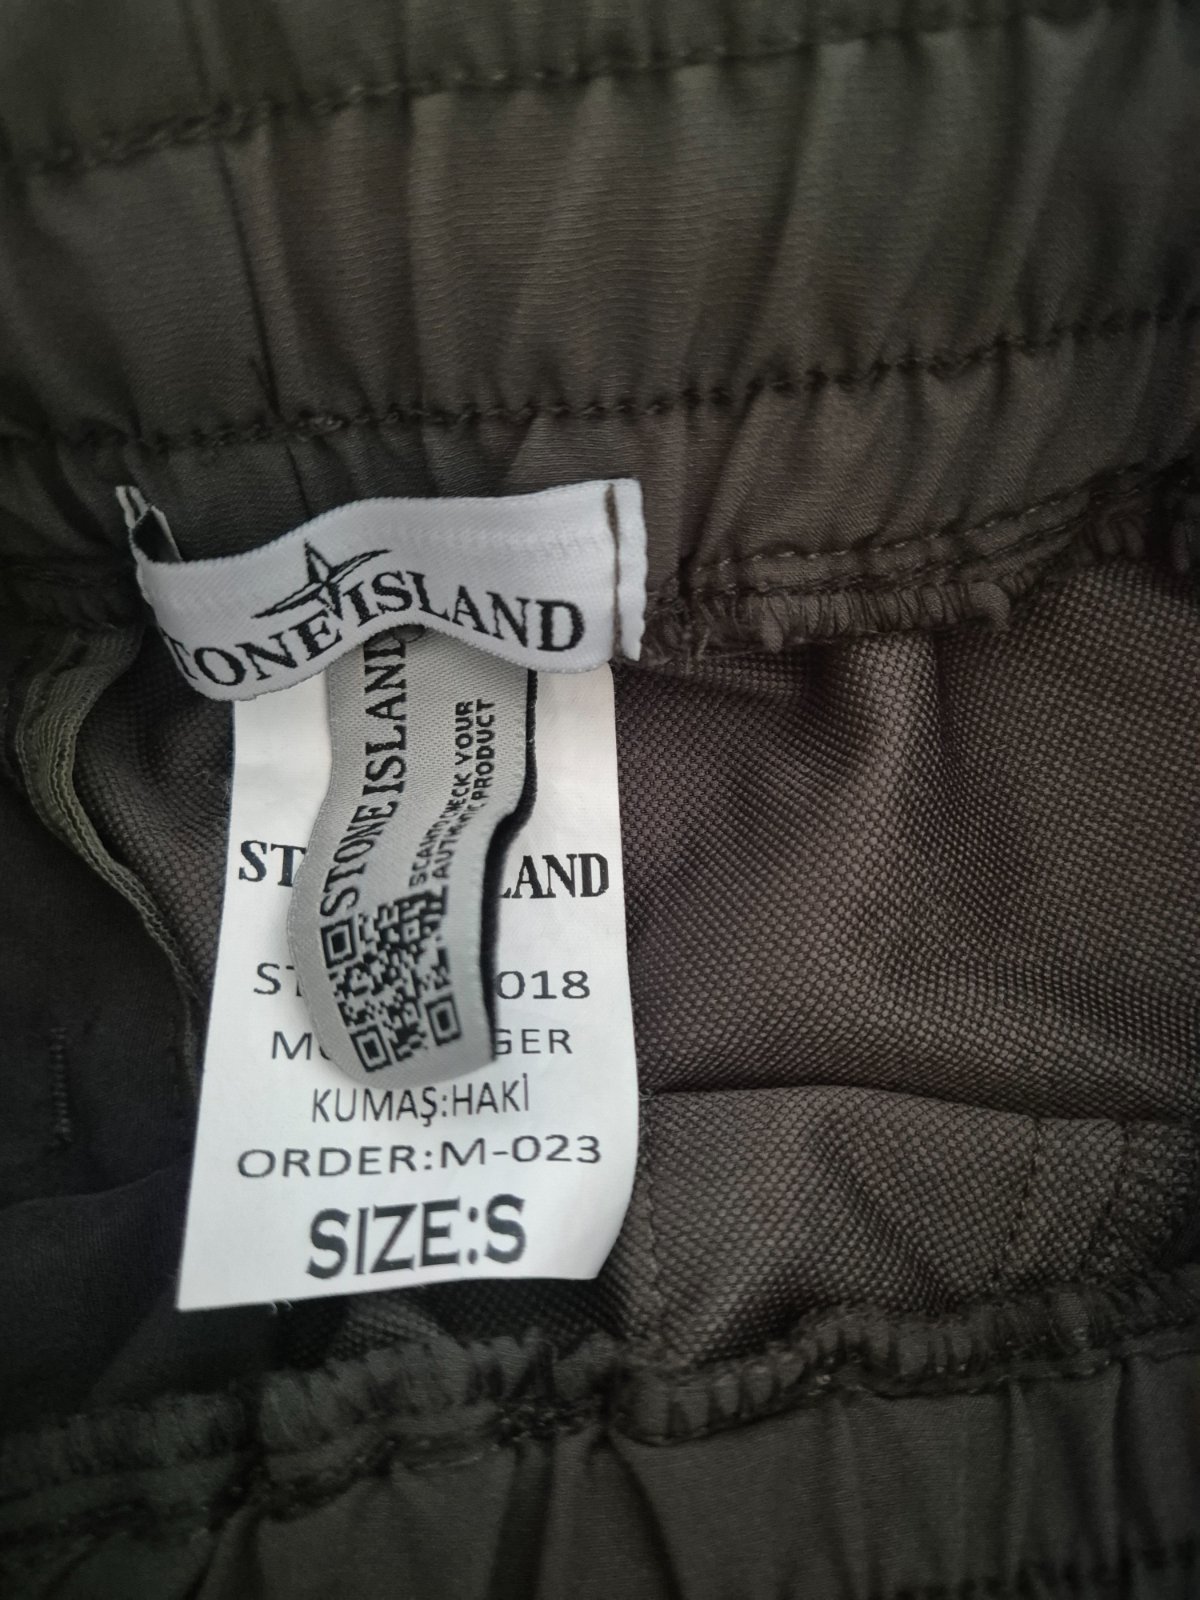 STONE ISLAND
STONE ISLAND
SCAN TO CHECK YOUR
AUTHENTIC PRODUCT
ST LAND
ST 018
M GER
KUMAŞ:HAKİ
ORDER:M-023
SIZE:S